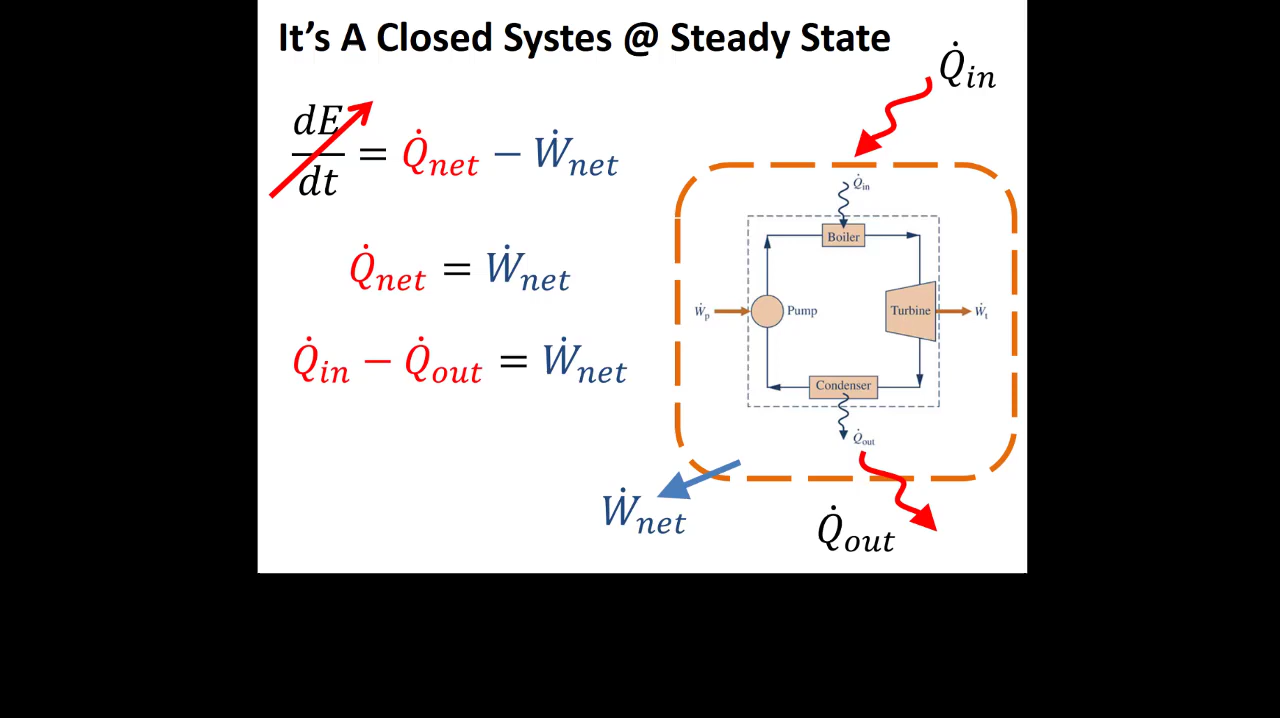 It’s A Closed Systes @ Steady State
Q̇in
dE/dt = Q̇net − Ẇnet
Q̇net = Ẇnet
Q̇in − Q̇out = Ẇnet
Q̇in
Boiler
Ẇp
Pump
Turbine
Ẇt
Condenser
Q̇out
Ẇnet
Q̇out